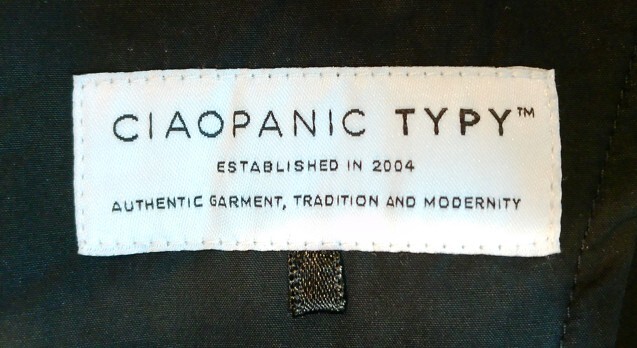 CIAOPANIC TYPY™
ESTABLISHED IN 2004
AUTHENTIC GARMENT, TRADITION AND MODERNITY